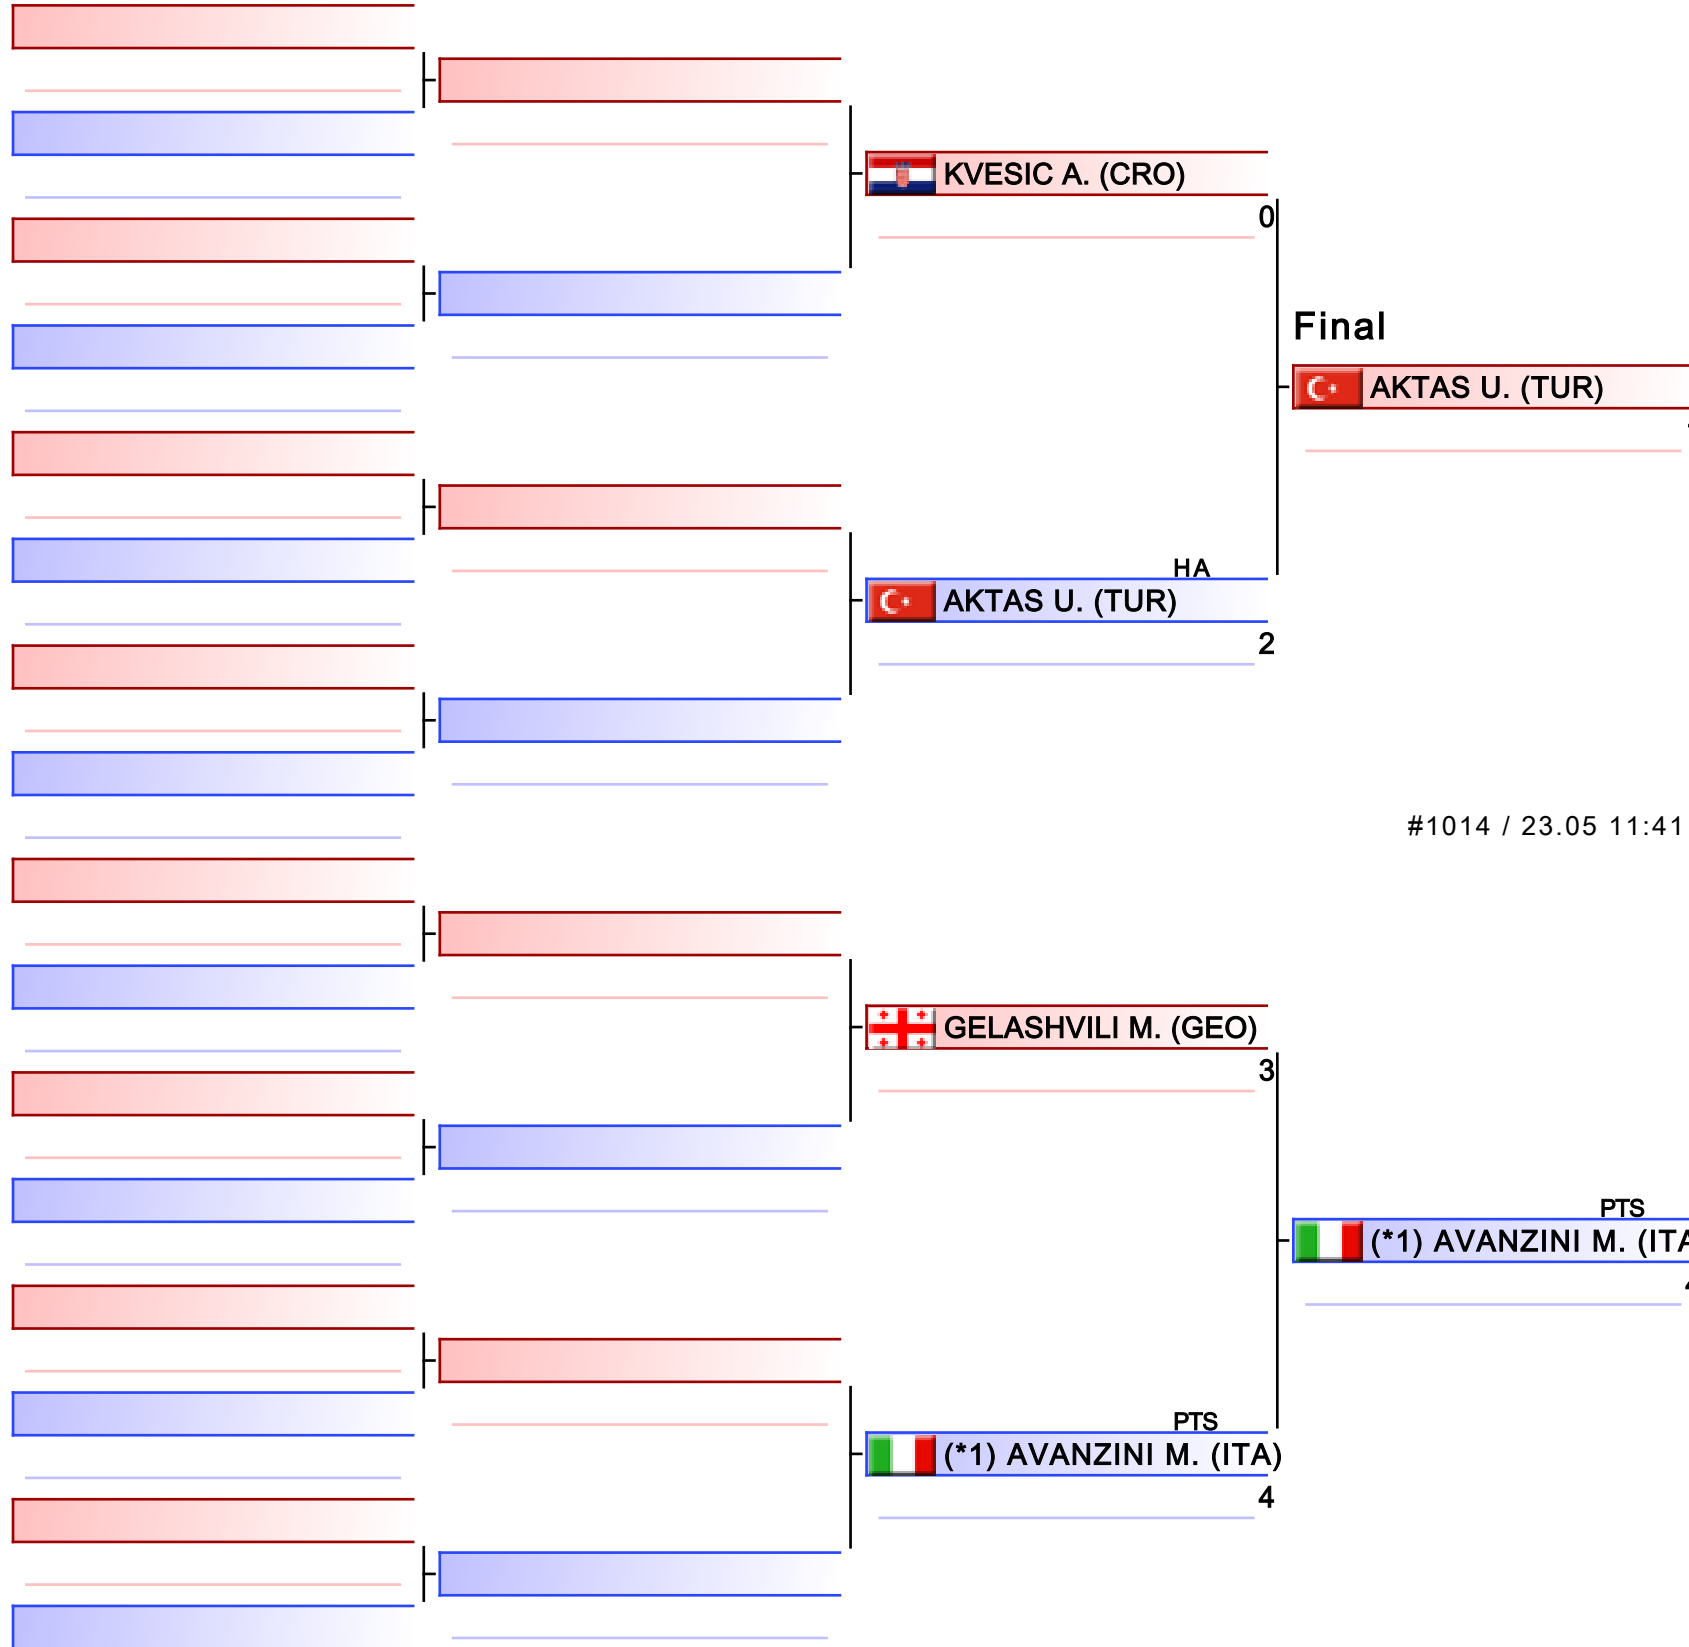 KVESIC A. (CRO)
0
Final
AKTAS U. (TUR)
HA
AKTAS U. (TUR)
2
#1014 / 23.05 11:41
GELASHVILI M. (GEO)
3
PTS
(*1) AVANZINI M. (ITA
PTS
(*1) AVANZINI M. (ITA)
4